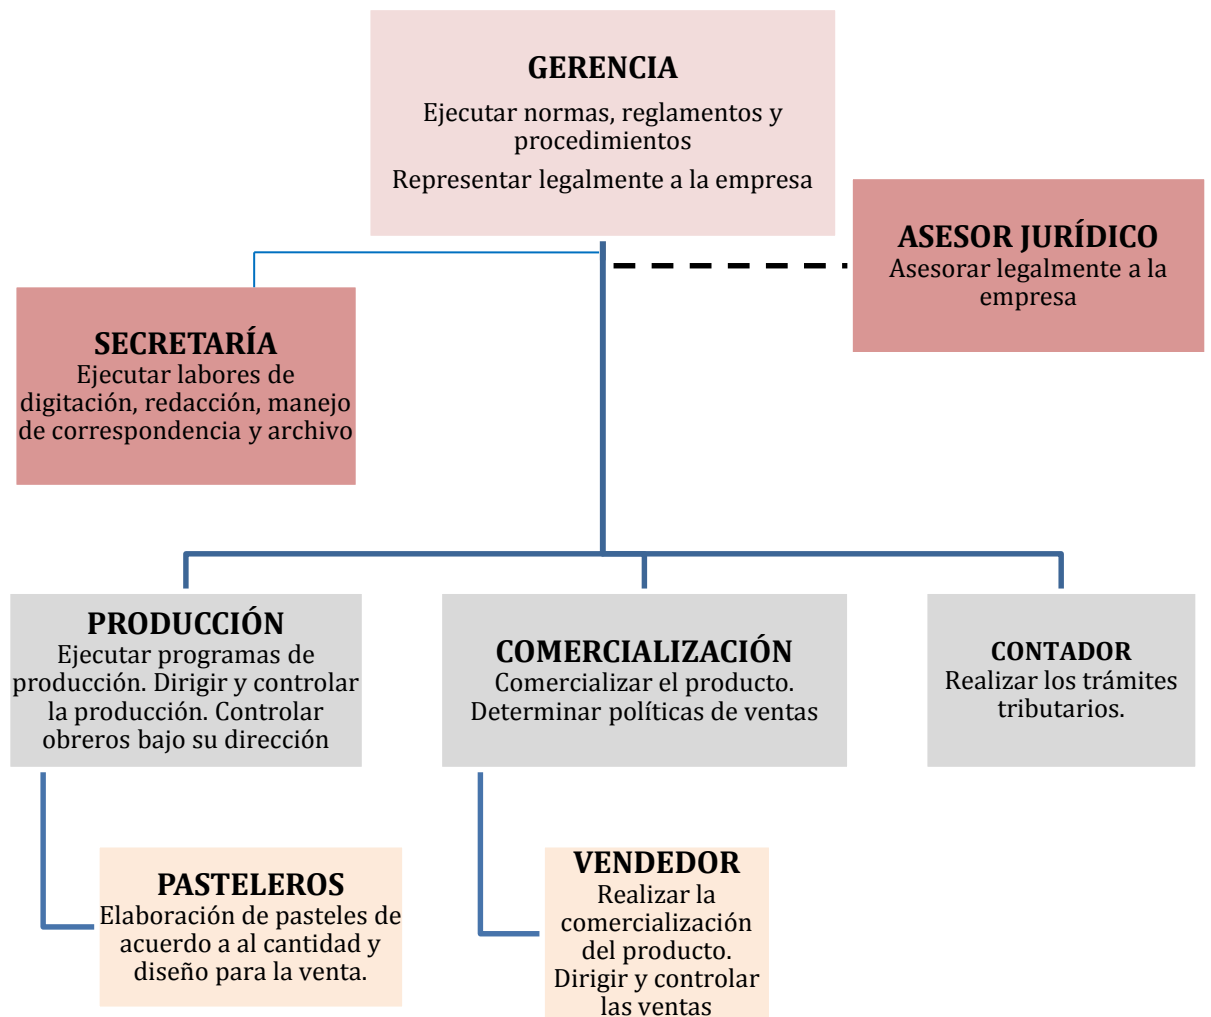 GERENCIA
Ejecutar normas, reglamentos y
procedimientos
Representar legalmente a la empresa
ASESOR JURÍDICO
Asesorar legalmente a la
empresa
SECRETARÍA
Ejecutar labores de
digitación, redacción, manejo
de correspondencia y archivo
PRODUCCIÓN
Ejecutar programas de
producción. Dirigir y controlar
la producción. Controlar
obreros bajo su dirección
COMERCIALIZACIÓN
Comercializar el producto.
Determinar políticas de ventas
CONTADOR
Realizar los trámites
tributarios.
PASTELEROS
Elaboración de pasteles de
acuerdo a al cantidad y
diseño para la venta.
VENDEDOR
Realizar la
comercialización
del producto.
Dirigir y controlar
las ventas